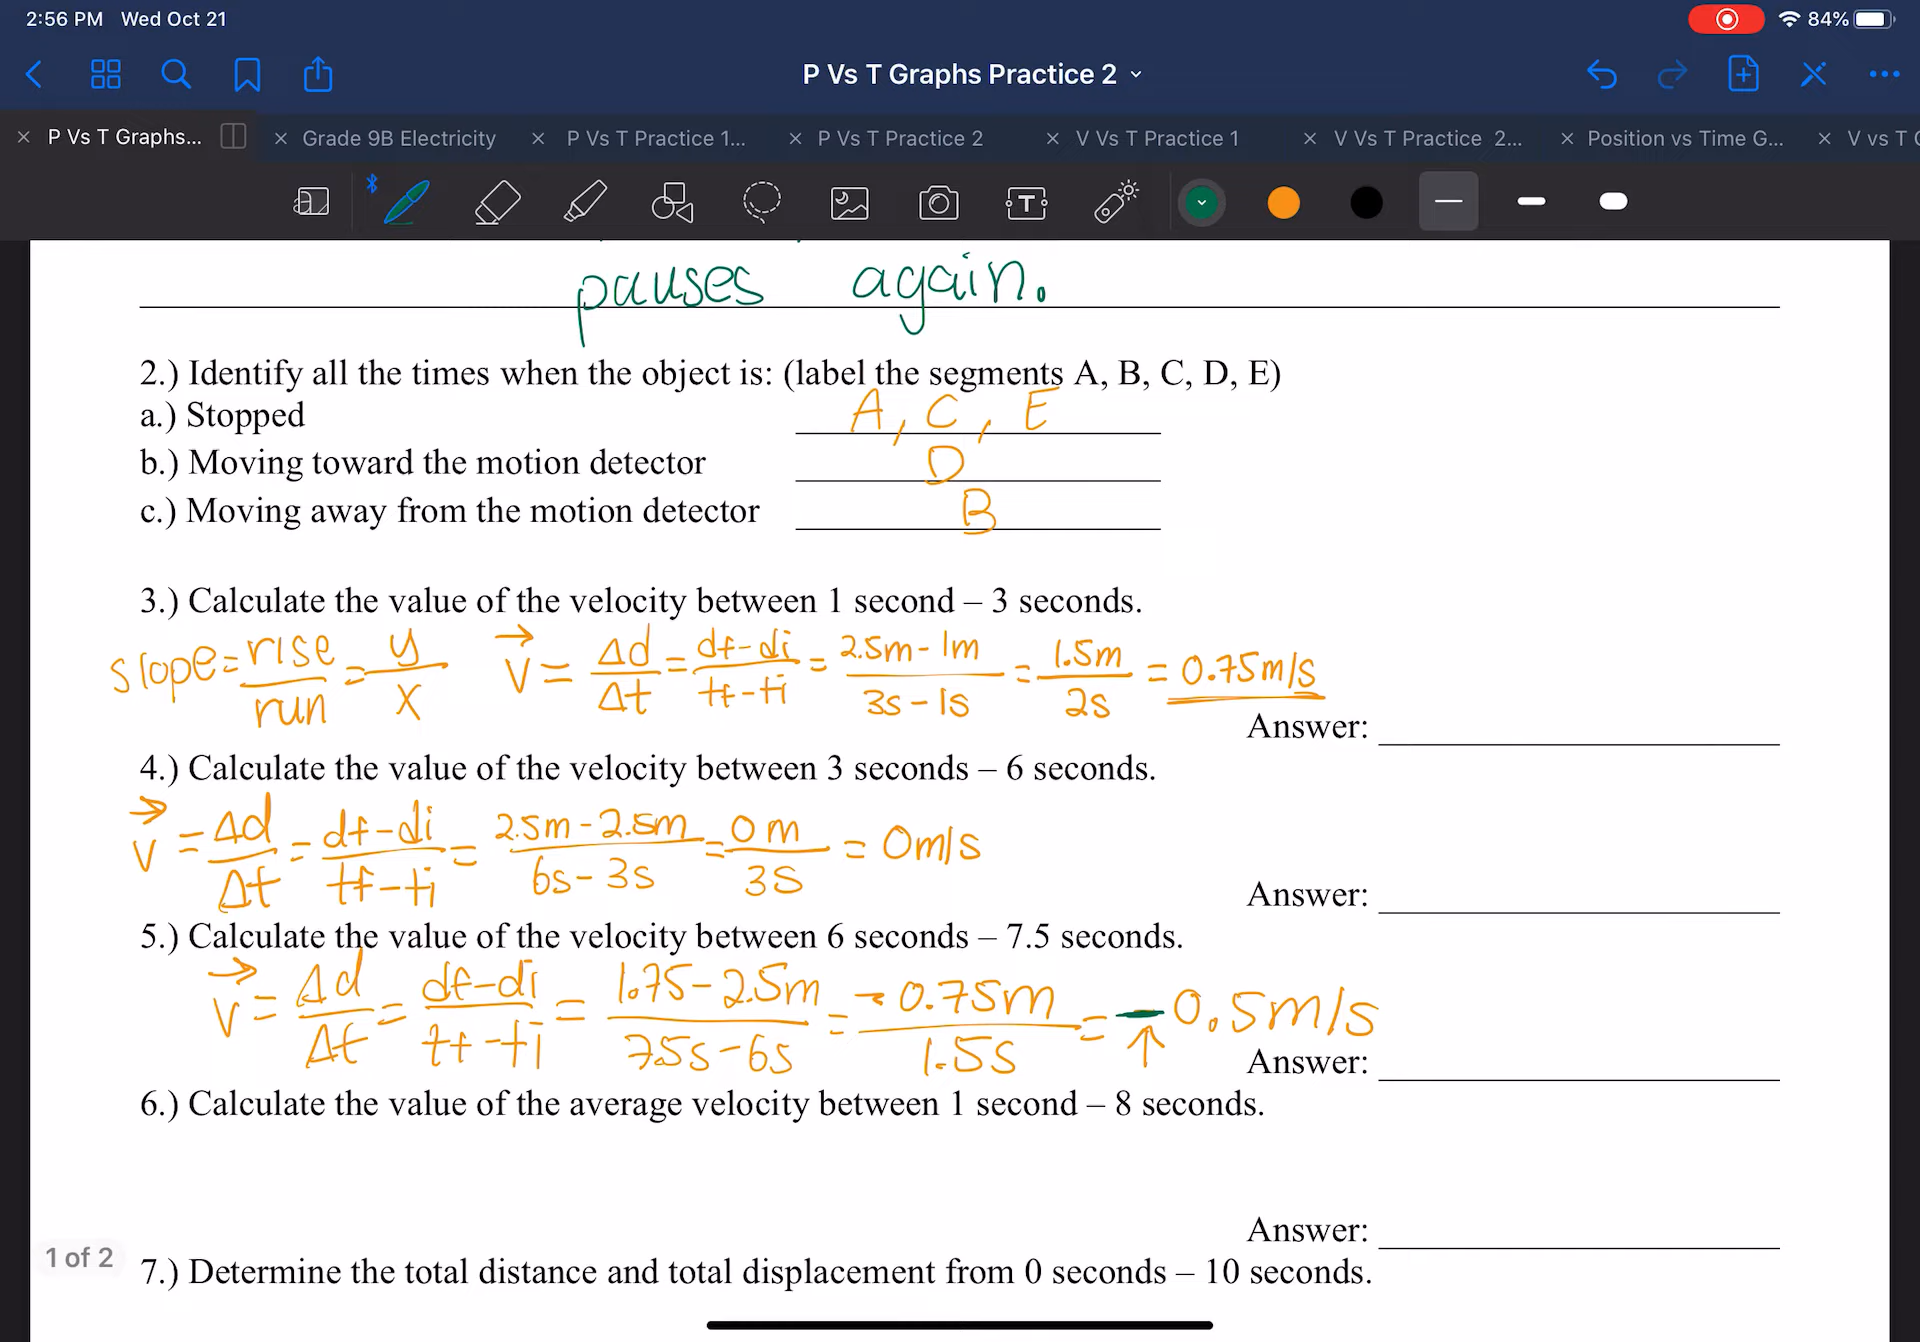 2:56 PM Wed Oct 21
84%
P Vs T Graphs Practice 2
P Vs T Graphs...
Grade 9B Electricity
P Vs T Practice 1...
P Vs T Practice 2
V Vs T Practice 1
V Vs T Practice 2...
Position vs Time G...
V vs T
pauses again.
2.) Identify all the times when the object is: (label the segments A, B, C, D, E)
a.) Stopped A, C, E
b.) Moving toward the motion detector D
c.) Moving away from the motion detector B
3.) Calculate the value of the velocity between 1 second – 3 seconds.
slope = rise/run = y/x v⃗ = Δd/Δt = df-di/tf-ti = 2.5m-1m/3s-1s = 1.5m/2s = 0.75m/s
Answer:
4.) Calculate the value of the velocity between 3 seconds – 6 seconds.
v⃗ = Δd/Δt = df-di/tf-ti = 2.5m-2.5m/6s-3s = 0m/3s = 0m/s
Answer:
5.) Calculate the value of the velocity between 6 seconds – 7.5 seconds.
v⃗ = Δd/Δt = df-di/tf-ti = 1.75-2.5m/7.5s-6s = -0.75m/1.5s = -0.5m/s
Answer:
6.) Calculate the value of the average velocity between 1 second – 8 seconds.
Answer:
1 of 2
7.) Determine the total distance and total displacement from 0 seconds – 10 seconds.